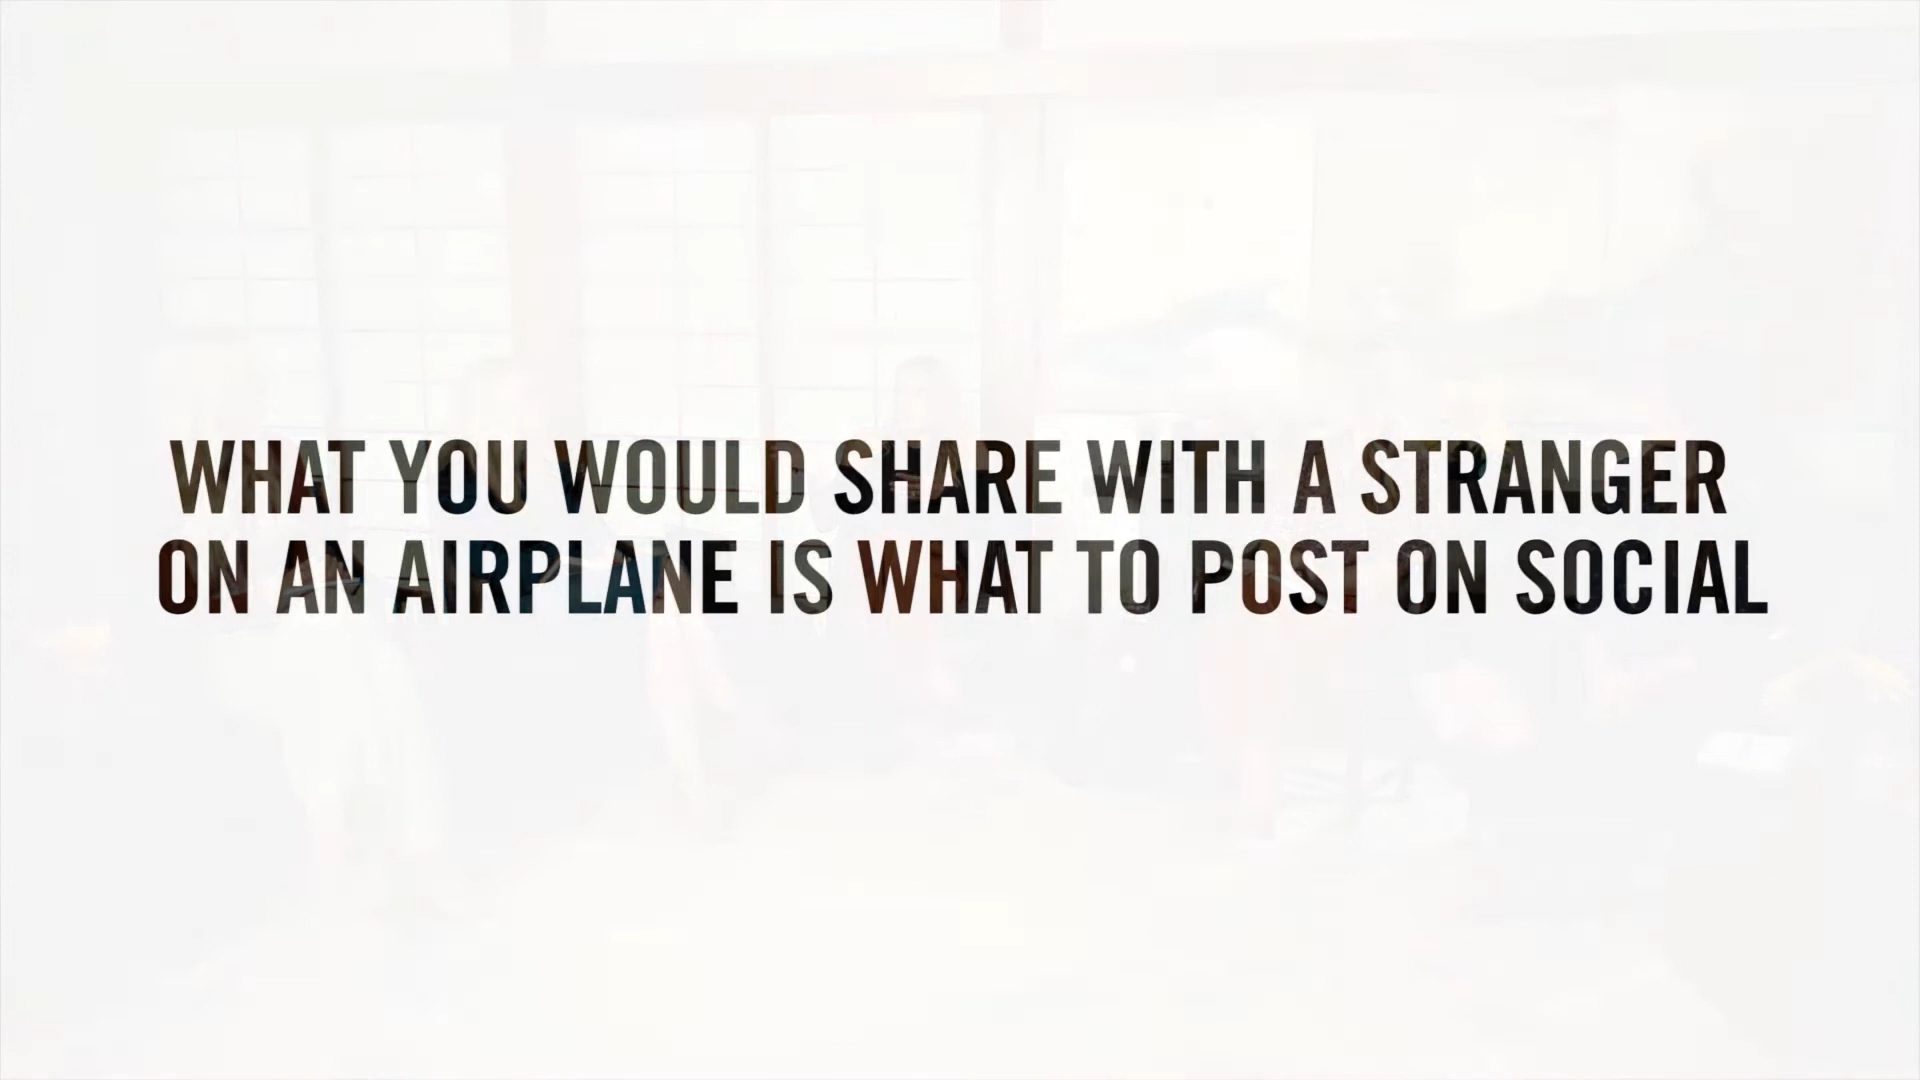 WHAT YOU WOULD SHARE WITH A STRANGER
ON AN AIRPLANE IS WHAT TO POST ON SOCIAL